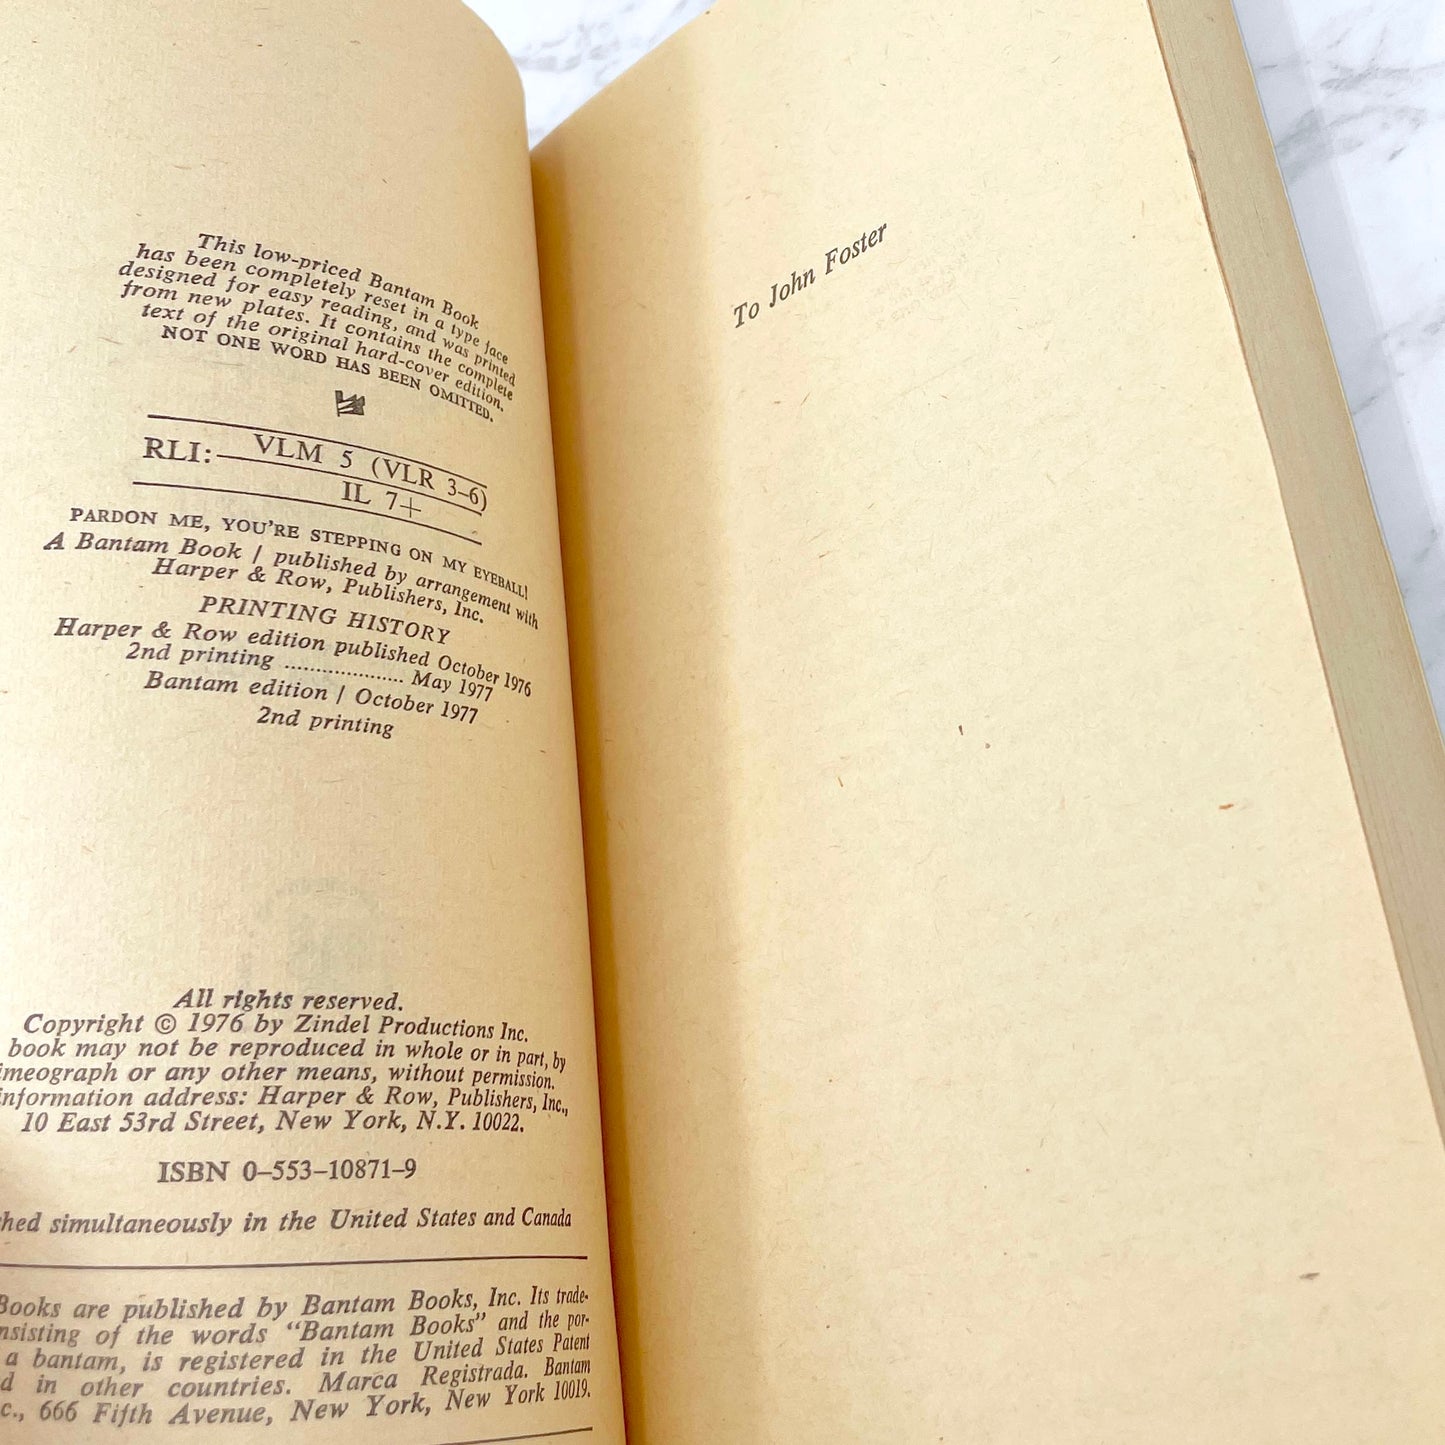 This low-priced Bantam Book
has been completely reset in a type face
designed for easy reading, and was printed
from new plates. It contains the complete
text of the original hard-cover edition.
NOT ONE WORD HAS BEEN OMITTED.
RLI: VLM 5 (VLR 3–6)
IL 7+
PARDON ME, YOU'RE STEPPING ON MY EYEBALL!
A Bantam Book / published by arrangement with
Harper & Row, Publishers, Inc.
PRINTING HISTORY
Harper & Row edition published October 1976
2nd printing .................... May 1977
Bantam edition / October 1977
2nd printing
All rights reserved.
Copyright © 1976 by Zindel Productions Inc.
book may not be reproduced in whole or in part, by
imeograph or any other means, without permission.
information address: Harper & Row, Publishers, Inc.,
10 East 53rd Street, New York, N.Y. 10022.
ISBN 0–553–10871–9
hed simultaneously in the United States and Canada
Books are published by Bantam Books, Inc. Its trade-
nsisting of the words "Bantam Books" and the por-
a bantam, is registered in the United States Patent
d in other countries. Marca Registrada. Bantam
c., 666 Fifth Avenue, New York, New York 10019.
To John Foster